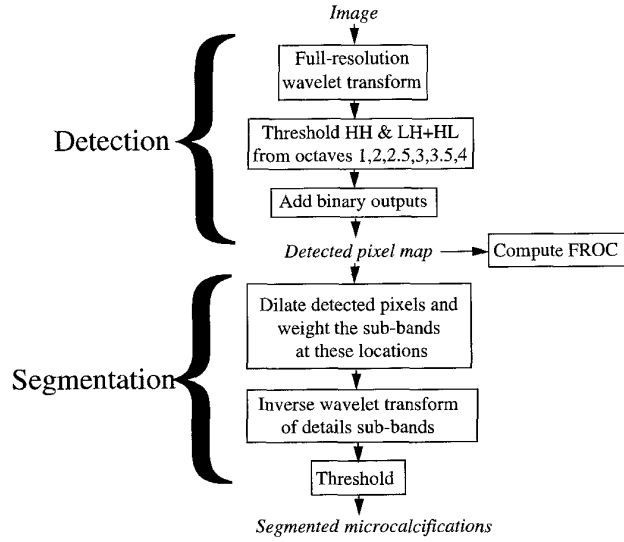 Image
Full-resolution
wavelet transform
Detection
Threshold HH & LH+HL
from octaves 1,2,2.5,3,3.5,4
Add binary outputs
Detected pixel map
Compute FROC
Dilate detected pixels and
weight the sub-bands
at these locations
Segmentation
Inverse wavelet transform
of details sub-bands
Threshold
Segmented microcalcifications